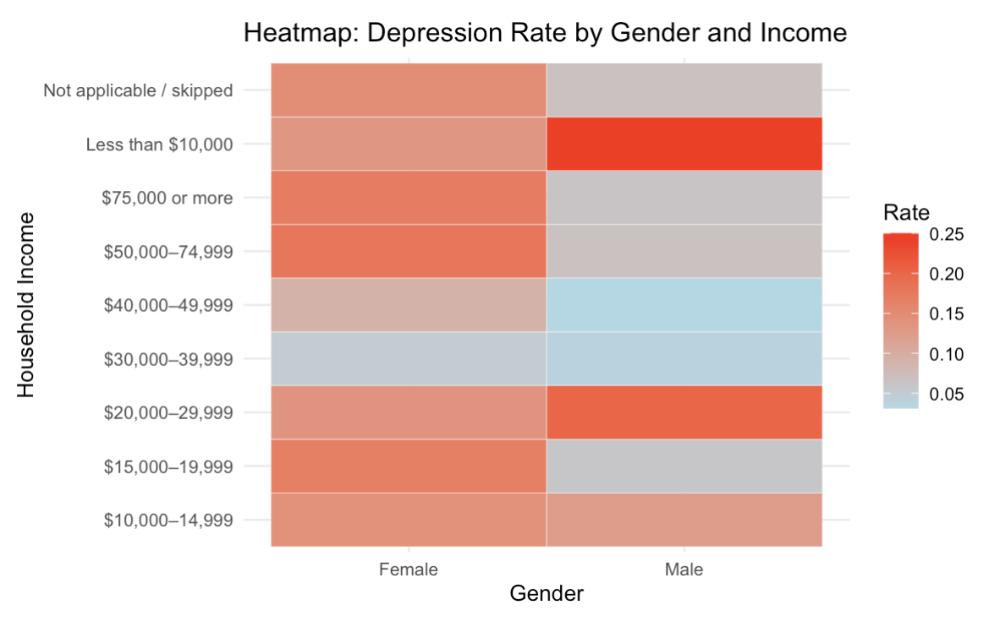 Heatmap: Depression Rate by Gender and Income
Household Income
Not applicable / skipped
Less than $10,000
$75,000 or more
$50,000–74,999
$40,000–49,999
$30,000–39,999
$20,000–29,999
$15,000–19,999
$10,000–14,999
Female Male
Gender
Rate
0.25
0.20
0.15
0.10
0.05